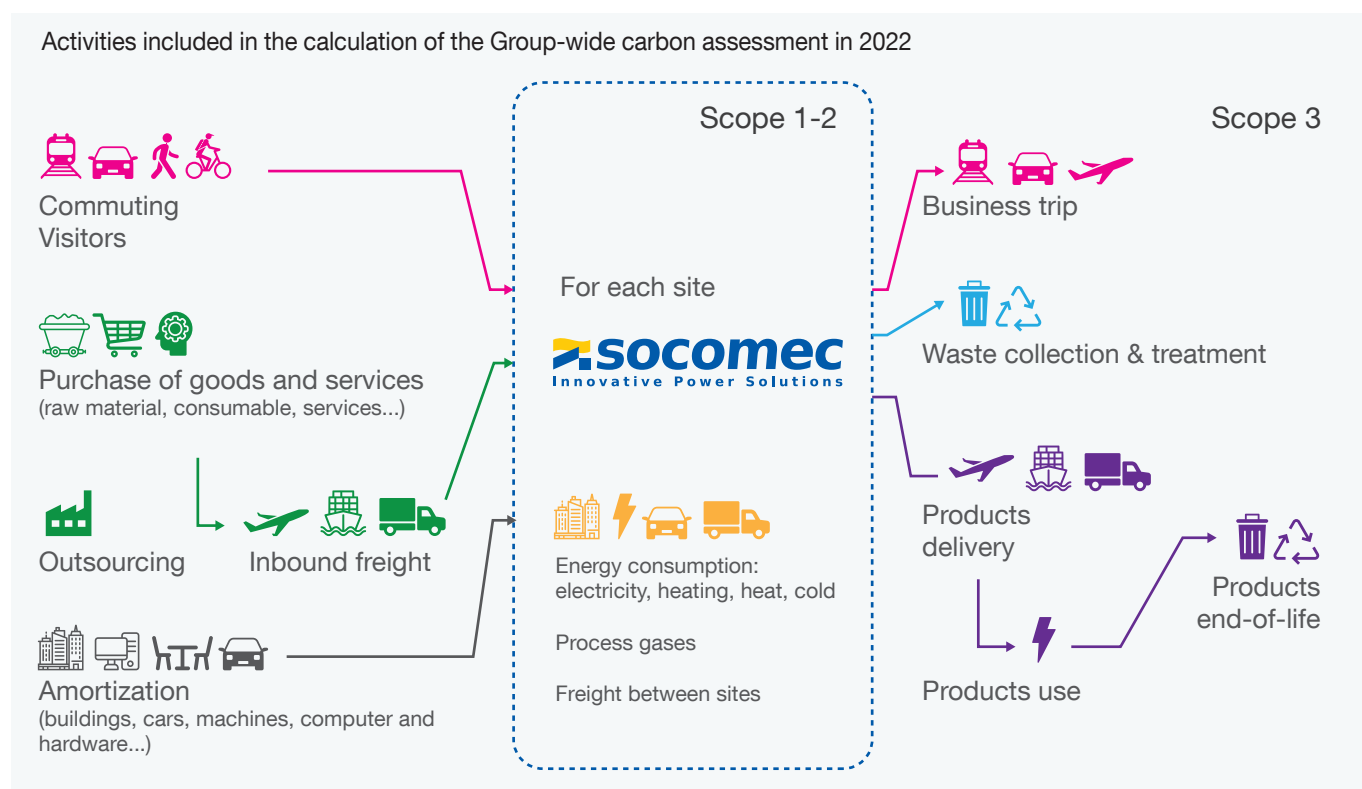 Activities included in the calculation of the Group-wide carbon assessment in 2022
Scope 1-2
Scope 3
Commuting
Visitors
Purchase of goods and services
(raw material, consumable, services...)
Outsourcing
Inbound freight
Amortization
(buildings, cars, machines, computer and
hardware...)
For each site
socomec
Innovative Power Solutions
Energy consumption:
electricity, heating, heat, cold
Process gases
Freight between sites
Business trip
Waste collection & treatment
Products
delivery
Products use
Products
end-of-life